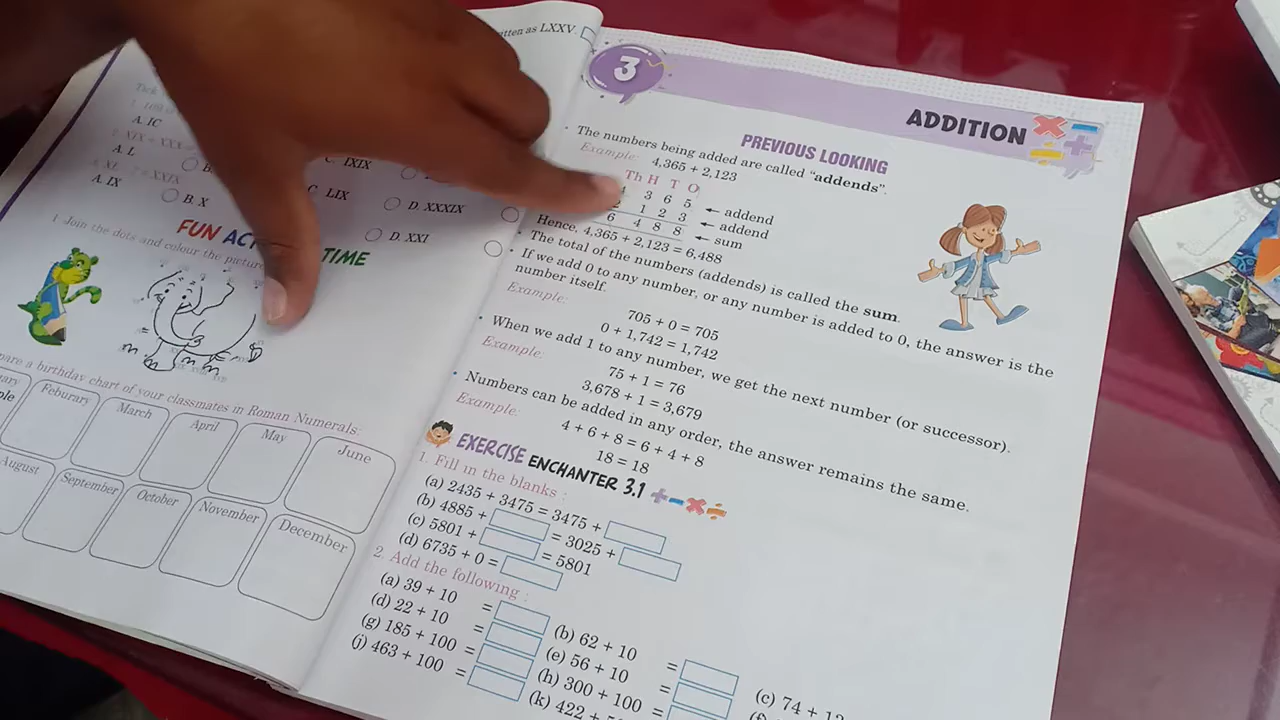 tten as LXXV.
A. IC
A. L
C. LXIX
A. IX
B. X
C. LIX
D. XXXIX
D. XXI
FUN
TIME
1. Join the dots and colour the picture
pare a birthday chart of your classmates in Roman Numerals:
Feburary
March
April
May
June
August
September
October
November
December
3
ADDITION
PREVIOUS LOOKING
• The numbers being added are called "addends".
Example: 4,365 + 2,123
Th H T O
4 3 6 5 ← addend
2 1 2 3 ← addend
6 4 8 8 ← sum
Hence, 4,365 + 2,123 = 6,488
• The total of the numbers (addends) is called the sum.
• If we add 0 to any number, or any number is added to 0, the answer is the
number itself.
Example:
705 + 0 = 705
0 + 1,742 = 1,742
• When we add 1 to any number, we get the next number (or successor).
Example:
75 + 1 = 76
3,678 + 1 = 3,679
• Numbers can be added in any order, the answer remains the same.
Example:
4 + 6 + 8 = 6 + 4 + 8
18 = 18
EXERCISE ENCHANTER 3.1
1. Fill in the blanks :
(a) 2435 + 3475 = 3475 +
(b) 4885 + = 3025 +
(c) 5801 + = 5801
(d) 6735 + 0 =
2. Add the following :
(a) 39 + 10 = (b) 62 + 10 = (c) 74 + 1
(d) 22 + 10 = (e) 56 + 10 =
(g) 185 + 100 = (h) 300 + 100 =
(j) 463 + 100 = (k) 422 +